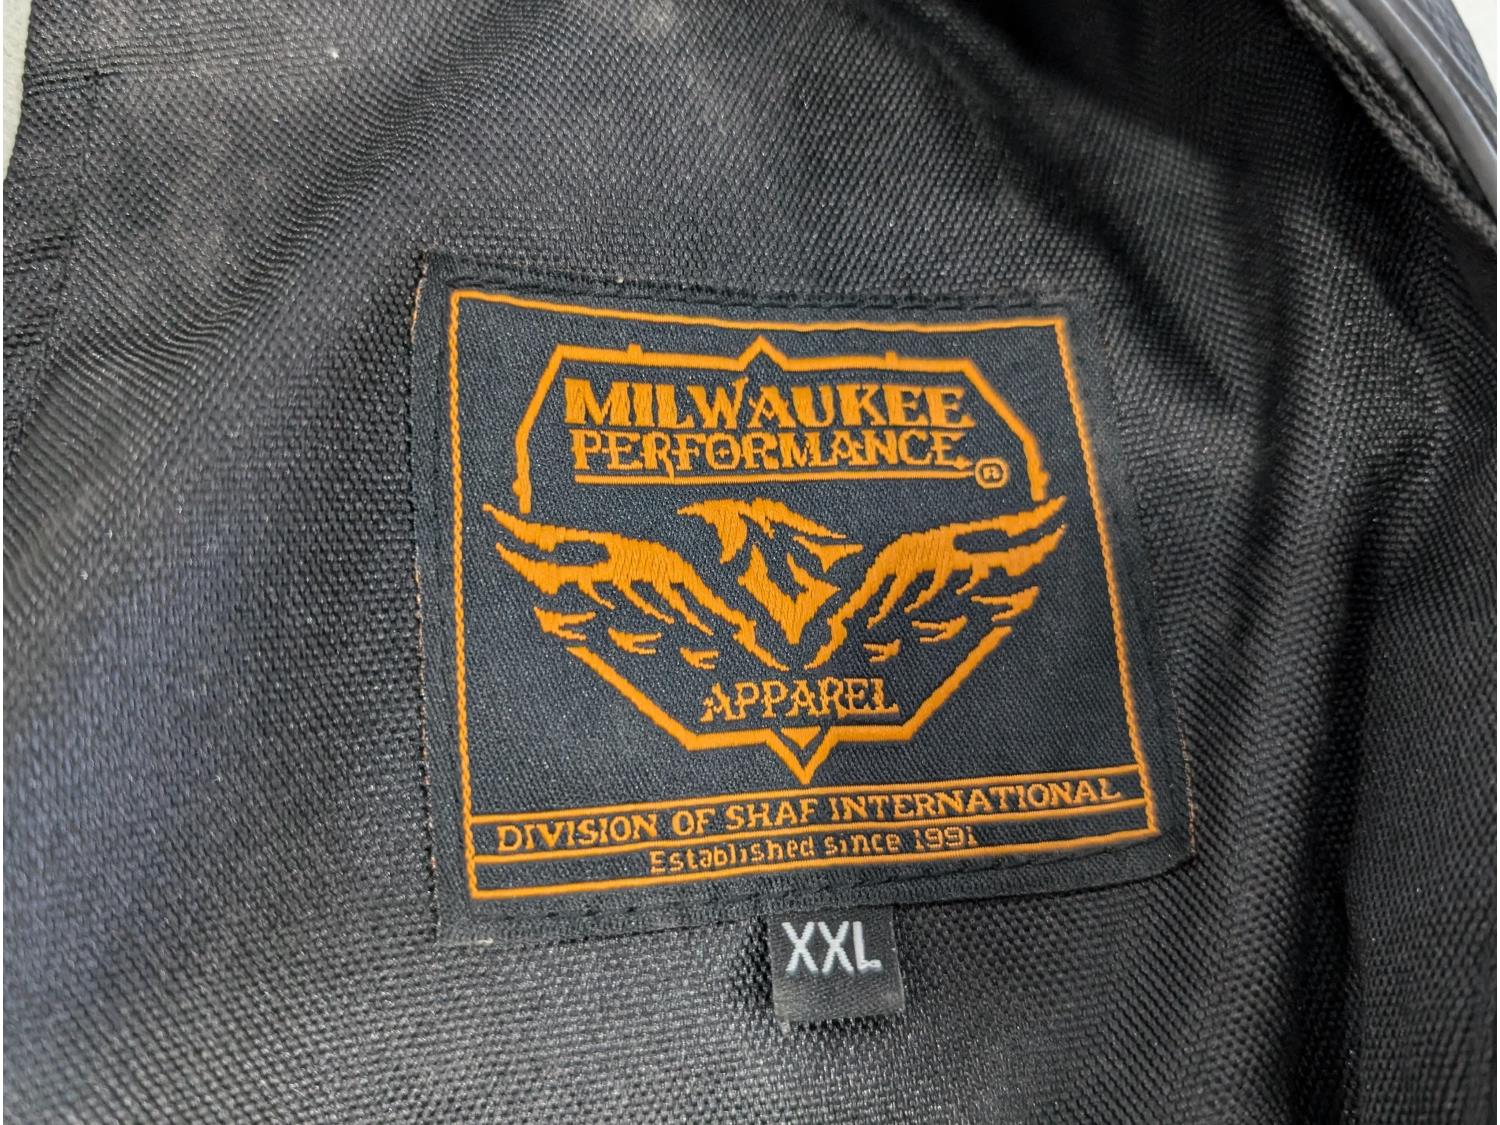 MILWAUKEE
PERFORMANCE
®
APPAREL
DIVISION OF SHAF INTERNATIONAL
Established since 1991
XXL